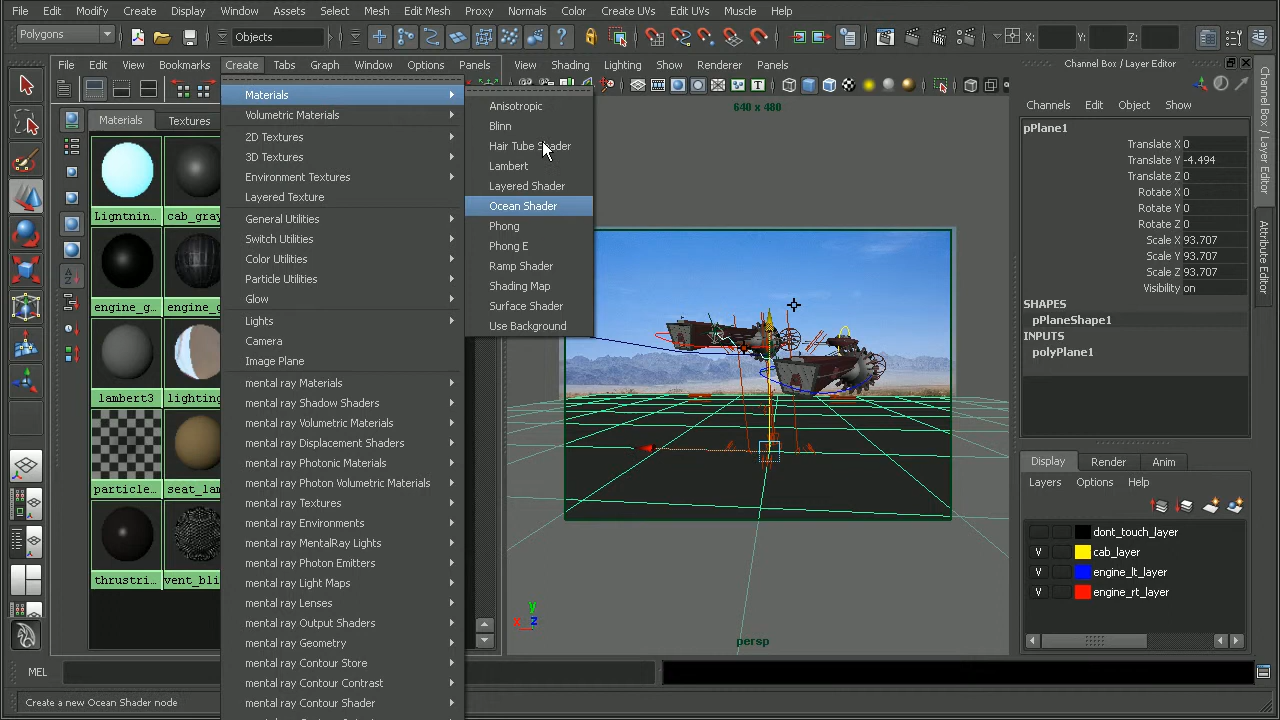 File Edit Modify Create Display Window Assets Select Mesh Edit Mesh Proxy Normals Color Create UVs Edit UVs Muscle Help
Polygons
Objects
X:
Y:
Z:
File Edit View Bookmarks Create Tabs Graph Window Options Panels
View Shading Lighting Show Renderer Panels
Channel Box / Layer Editor
Materials
Textures
Ligntnin...
cab_gray
engine_g...
engine_g
lambert3
lighting
particle...
seat_lam
thrustri...
vent_bli
Materials
Volumetric Materials
2D Textures
3D Textures
Environment Textures
Layered Texture
General Utilities
Switch Utilities
Color Utilities
Particle Utilities
Glow
Lights
Camera
Image Plane
mental ray Materials
mental ray Shadow Shaders
mental ray Volumetric Materials
mental ray Displacement Shaders
mental ray Photonic Materials
mental ray Photon Volumetric Materials
mental ray Textures
mental ray Environments
mental ray MentalRay Lights
mental ray Photon Emitters
mental ray Light Maps
mental ray Lenses
mental ray Output Shaders
mental ray Geometry
mental ray Contour Store
mental ray Contour Contrast
mental ray Contour Shader
Anisotropic
Blinn
Hair Tube Shader
Lambert
Layered Shader
Ocean Shader
Phong
Phong E
Ramp Shader
Shading Map
Surface Shader
Use Background
640 x 480
persp
y
x z
Channels Edit Object Show
pPlane1
Translate X 0
Translate Y -4.494
Translate Z 0
Rotate X 0
Rotate Y 0
Rotate Z 0
Scale X 93.707
Scale Y 93.707
Scale Z 93.707
Visibility on
SHAPES
pPlaneShape1
INPUTS
polyPlane1
Display Render Anim
Layers Options Help
dont_touch_layer
V cab_layer
V engine_lt_layer
V engine_rt_layer
Channel Box / Layer Editor
Attribute Editor
MEL
Create a new Ocean Shader node